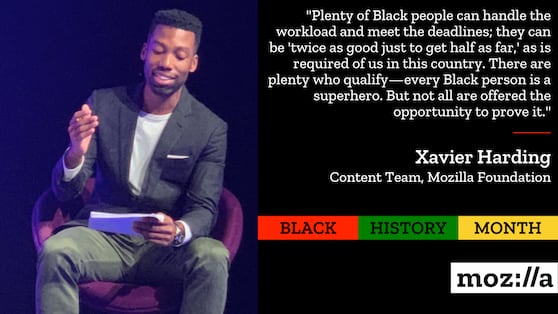 "Plenty of Black people can handle the
workload and meet the deadlines; they can
be 'twice as good just to get half as far,' as is
required of us in this country. There are
plenty who qualify—every Black person is a
superhero. But not all are offered the
opportunity to prove it."
Xavier Harding
Content Team, Mozilla Foundation
BLACK HISTORY MONTH
moz://a